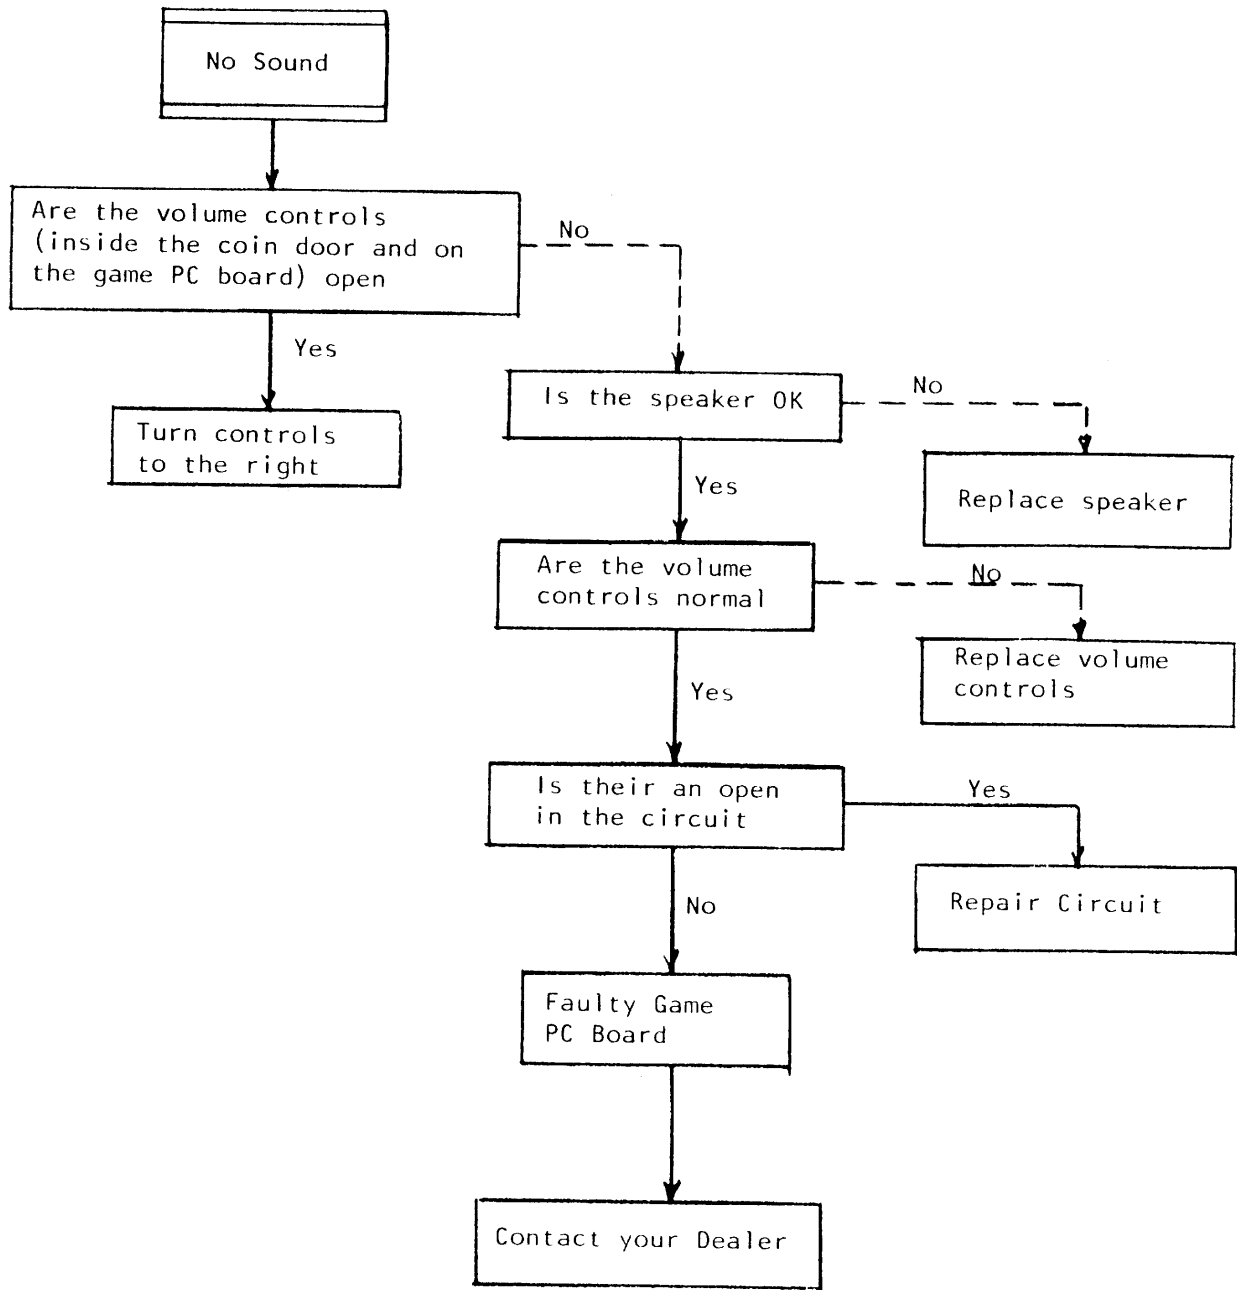 No Sound
Are the volume controls
(inside the coin door and on
the game PC board) open
No
Yes
Turn controls
to the right
Is the speaker OK
No
Yes
Replace speaker
Are the volume
controls normal
No
Yes
Replace volume
controls
Is their an open
in the circuit
Yes
No
Repair Circuit
Faulty Game
PC Board
Contact your Dealer